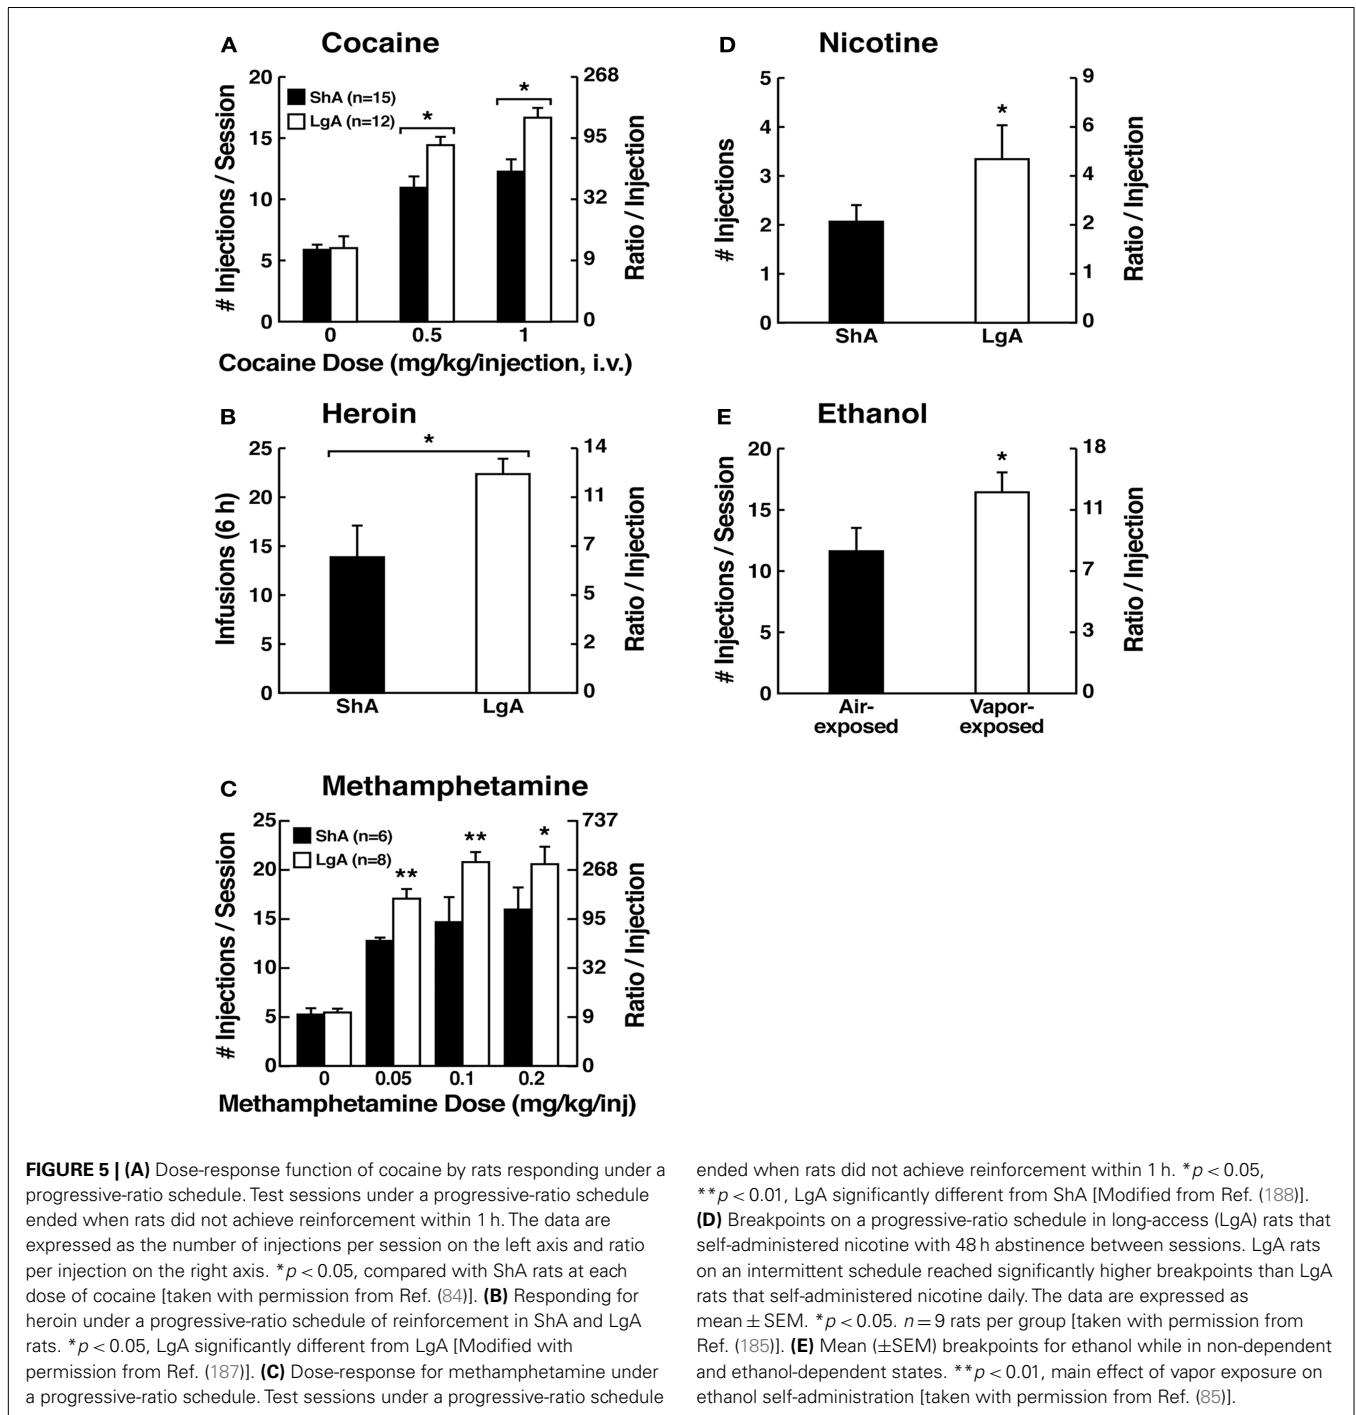 A Cocaine
# Injections / Session
20
15
10
5
0
ShA (n=15)
LgA (n=12)
*
*
268
95
32
9
0
Ratio / Injection
0 0.5 1
Cocaine Dose (mg/kg/injection, i.v.)
D Nicotine
# Injections
5
4
3
2
1
0
*
9
6
4
2
1
0
Ratio / Injection
ShA LgA
B Heroin
Infusions (6 h)
25
20
15
10
5
0
*
14
11
7
5
2
0
Ratio / Injection
ShA LgA
E Ethanol
# Injections / Session
20
15
10
5
0
*
18
11
7
3
0
Ratio / Injection
Air- Vapor-
exposed exposed
C Methamphetamine
# Injections / Session
25
20
15
10
5
0
ShA (n=6)
LgA (n=8)
**
**
*
737
268
95
32
9
0
Ratio / Injection
0 0.05 0.1 0.2
Methamphetamine Dose (mg/kg/inj)
FIGURE 5 | (A) Dose-response function of cocaine by rats responding under a
progressive-ratio schedule. Test sessions under a progressive-ratio schedule
ended when rats did not achieve reinforcement within 1 h. The data are
expressed as the number of injections per session on the left axis and ratio
per injection on the right axis. *p < 0.05, compared with ShA rats at each
dose of cocaine [taken with permission from Ref. (84)]. (B) Responding for
heroin under a progressive-ratio schedule of reinforcement in ShA and LgA
rats. *p < 0.05, LgA significantly different from LgA [Modified with
permission from Ref. (187)]. (C) Dose-response for methamphetamine under
a progressive-ratio schedule. Test sessions under a progressive-ratio schedule
ended when rats did not achieve reinforcement within 1 h. *p < 0.05,
**p < 0.01, LgA significantly different from ShA [Modified from Ref. (188)].
(D) Breakpoints on a progressive-ratio schedule in long-access (LgA) rats that
self-administered nicotine with 48 h abstinence between sessions. LgA rats
on an intermittent schedule reached significantly higher breakpoints than LgA
rats that self-administered nicotine daily. The data are expressed as
mean ± SEM. *p < 0.05. n = 9 rats per group [taken with permission from
Ref. (185)]. (E) Mean (±SEM) breakpoints for ethanol while in non-dependent
and ethanol-dependent states. **p < 0.01, main effect of vapor exposure on
ethanol self-administration [taken with permission from Ref. (85)].